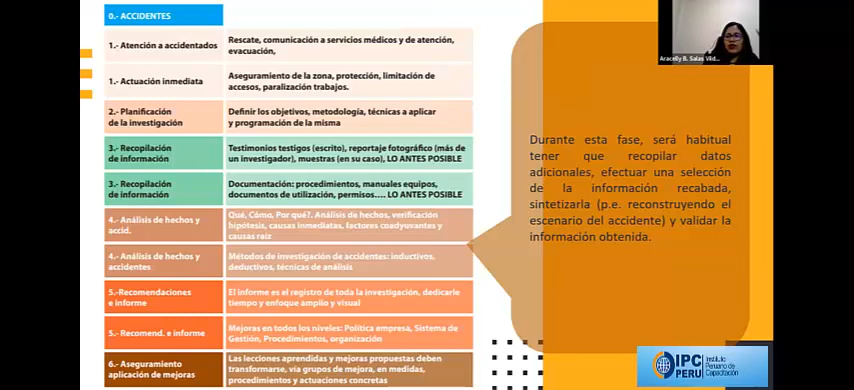 0.- ACCIDENTES
1.- Atención a accidentados
Rescate, comunicación a servicios médicos y de atención,
evacuación,
1.- Actuación inmediata
Aseguramiento de la zona, protección, limitación de
accesos, paralización trabajos.
2.- Planificación
de la investigación
Definir los objetivos, metodología, técnicas a aplicar
y programación de la misma
3.- Recopilación
de información
Testimonios testigos (escrito), reportaje fotográfico (más de
un investigador), muestras (en su caso), LO ANTES POSIBLE
3.- Recopilación
de información
Documentación: procedimientos, manuales equipos,
documentos de utilización, permisos.... LO ANTES POSIBLE
4.- Análisis de hechos y
accid.
Qué, Cómo, Por qué?. Análisis de hechos, verificación
hipótesis, causas inmediatas, factores coadyuvantes y
causas raíz
4.- Análisis de hechos y
accidentes
Métodos de investigación de accidentes: inductivos,
deductivos, técnicas de análisis
5.-Recomendaciones
e informe
El informe es el registro de toda la investigación, dedicarle
tiempo y enfoque amplio y visual
5.- Recomend. e informe
Mejoras en todos los niveles: Política empresa, Sistema de
Gestión, Procedimientos, organización
6.- Aseguramiento
aplicación de mejoras
Las lecciones aprendidas y mejoras propuestas deben
transformarse, vía grupos de mejora, en medidas,
procedimientos y actuaciones concretas
Durante esta fase, será habitual
tener que recopilar datos
adicionales, efectuar una selección
de la información recabada,
sintetizarla (p.e. reconstruyendo el
escenario del accidente) y validar la
información obtenida.
Aracelly B. Salas
IPC
PERU
Instituto
Peruano de
Capacitación